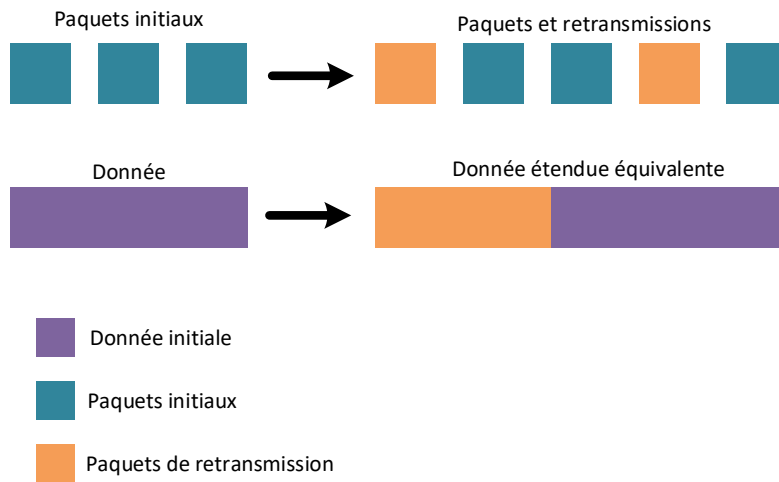 Paquets initiaux
Paquets et retransmissions
Donnée
Donnée étendue équivalente
Donnée initiale
Paquets initiaux
Paquets de retransmission